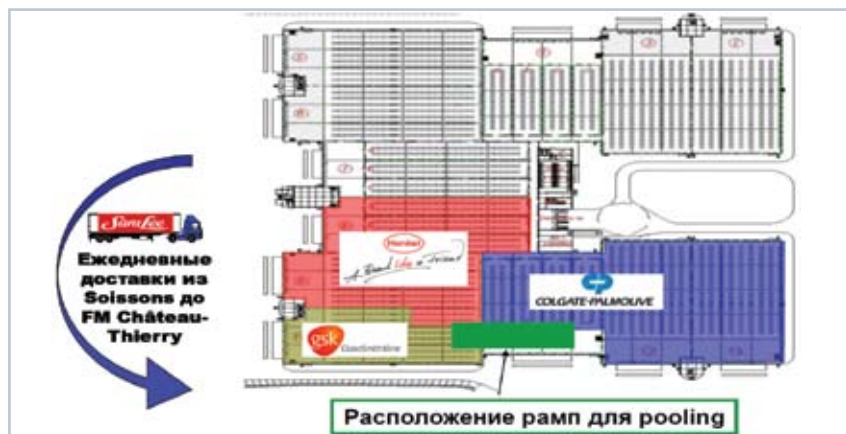 Sara Lee
Ежедневные
доставки из
Soissons до
FM Château-
Thierry
Henkel
A Brand Like a Friend
COLGATE-PALMOLIVE
gsk
GlaxoSmithKline
Расположение рамп для pooling